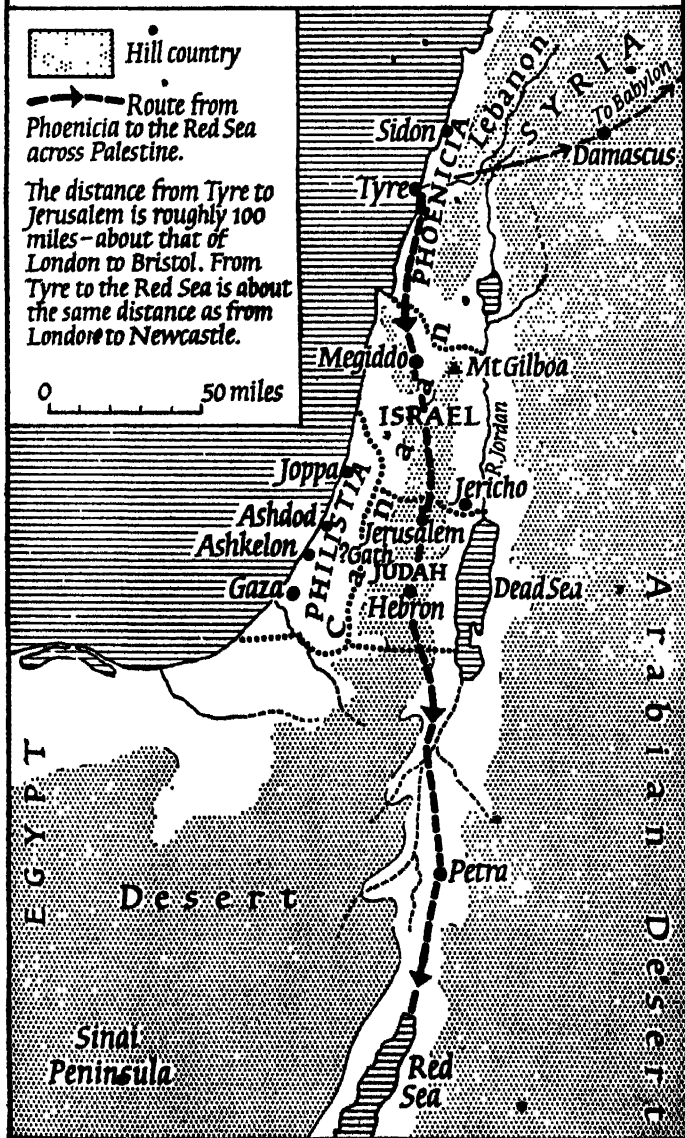 Hill country
Route from
Phoenicia to the Red Sea
across Palestine.
The distance from Tyre to
Jerusalem is roughly 100
miles–about that of
London to Bristol. From
Tyre to the Red Sea is about
the same distance as from
London to Newcastle.
0 50 miles
Lebanon
SYRIA
To Babylon
Sidon
Damascus
PHOENICIA
Tyre
Megiddo
Mt Gilboa
Canaan
ISRAEL
R. Jordan
Joppa
Jericho
PHILISTIA
Ashdod
Jerusalem
Ashkelon
?Gath
JUDAH
Gaza
Hebron
Dead Sea
Arabian Desert
EGYPT
Petra
Desert
Sinai
Peninsula
Red
Sea